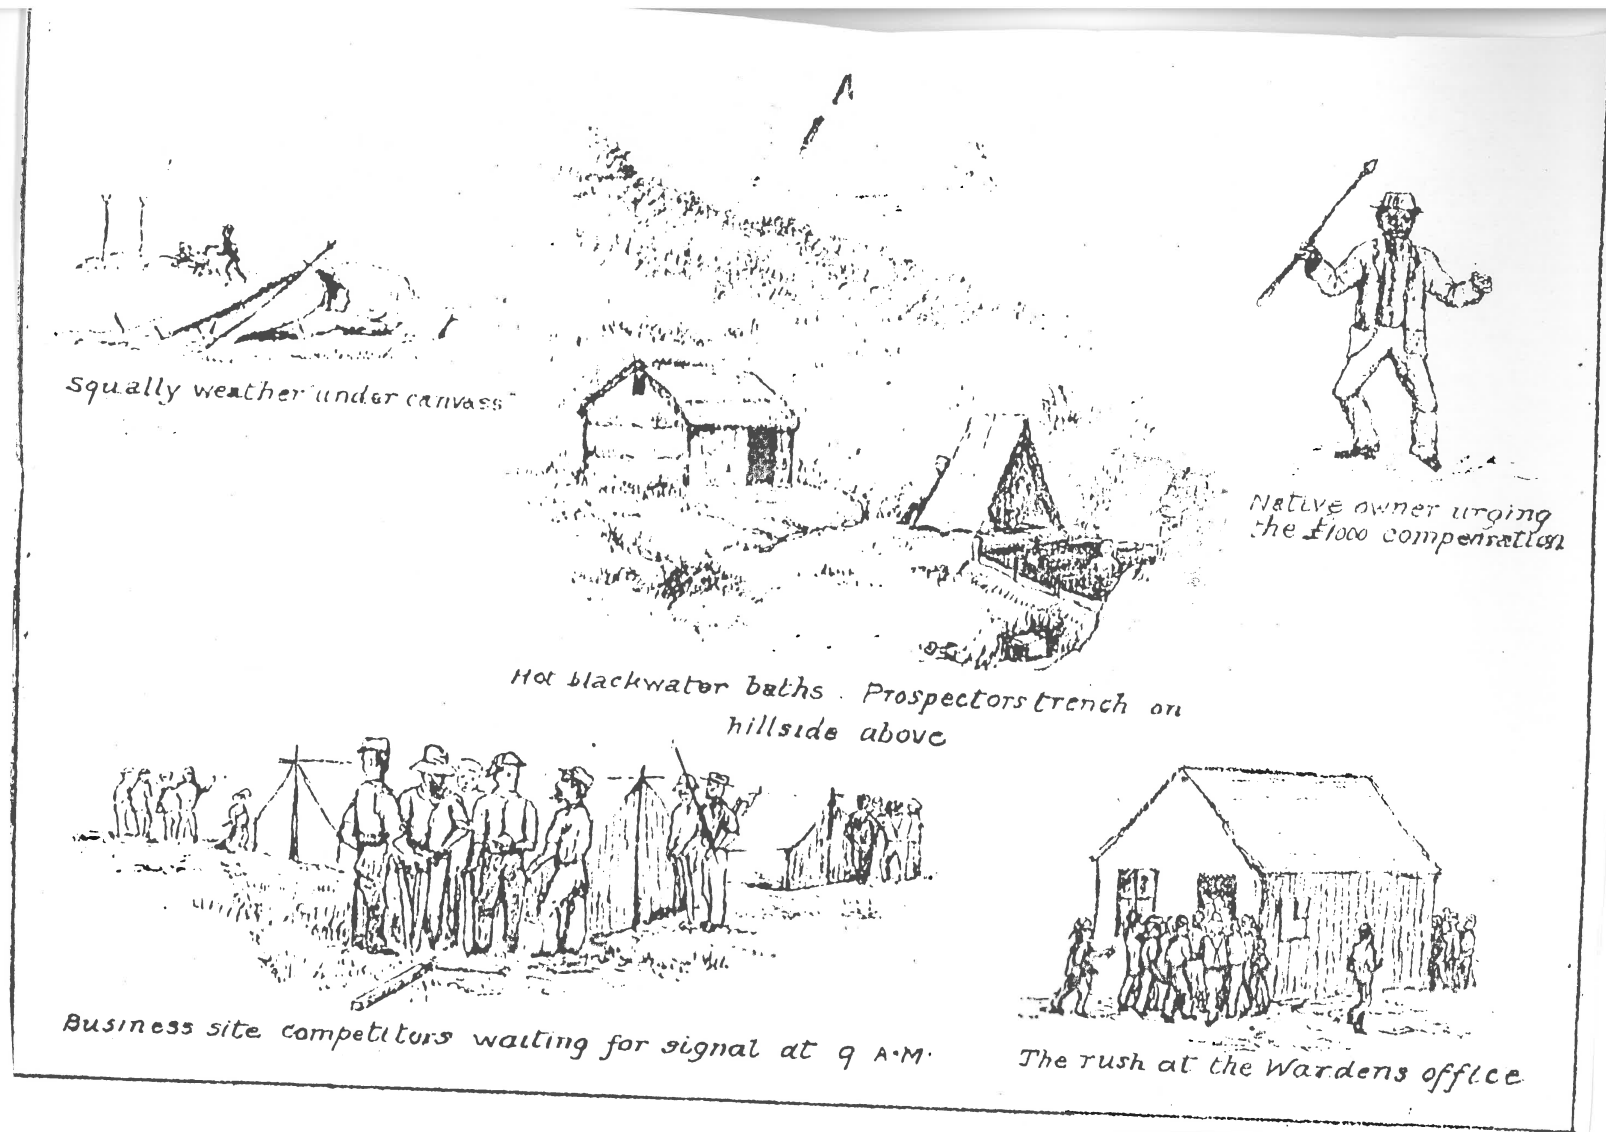 Squally weather "under canvass"
Native owner urging
the £1000 compensation
Hot blackwater baths. Prospectors trench on
hillside above
Business site competitors waiting for signal at 9 A.M.
The rush at the Wardens office